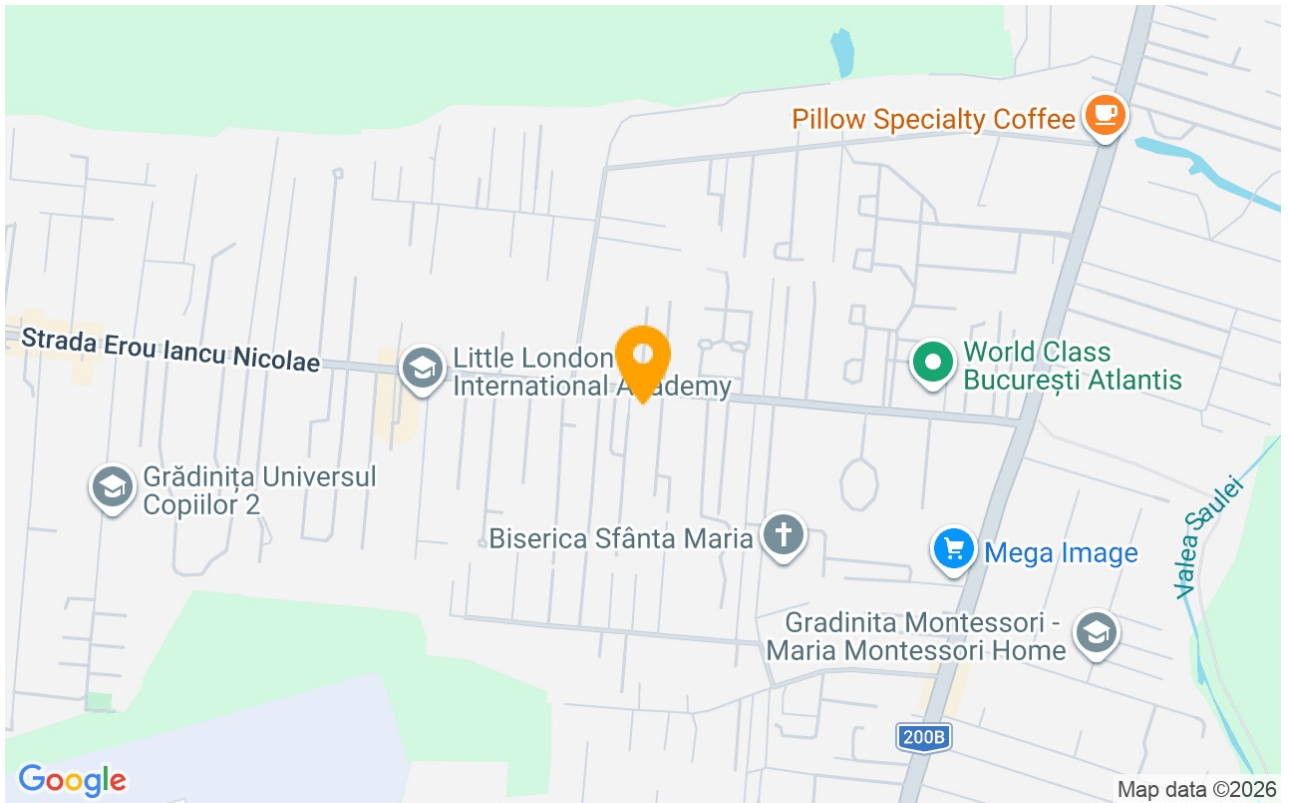 Pillow Specialty Coffee
Strada Erou Iancu Nicolae
Little London
International Academy
World Class
București Atlantis
Grădinița Universul
Copiilor 2
Biserica Sfânta Maria
Mega Image
Valea Saulei
Gradinita Montessori -
Maria Montessori Home
200B
Google
Map data ©2026